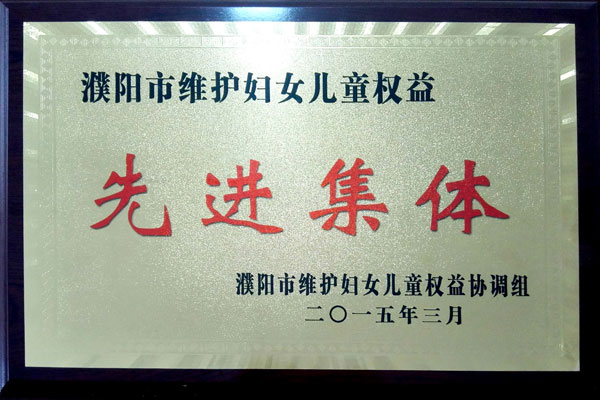 濮阳市维护妇女儿童权益
先进集体
濮阳市维护妇女儿童权益协调组
二〇一五年三月